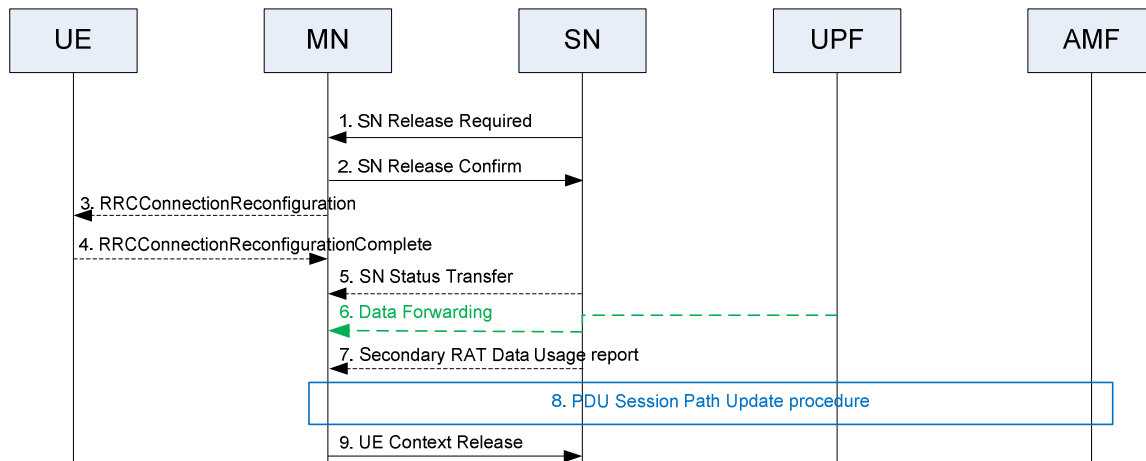 UE
MN
SN
UPF
AMF
1. SN Release Required
2. SN Release Confirm
3. RRCConnectionReconfiguration
4. RRCConnectionReconfigurationComplete
5. SN Status Transfer
6. Data Forwarding
7. Secondary RAT Data Usage report
8. PDU Session Path Update procedure
9. UE Context Release